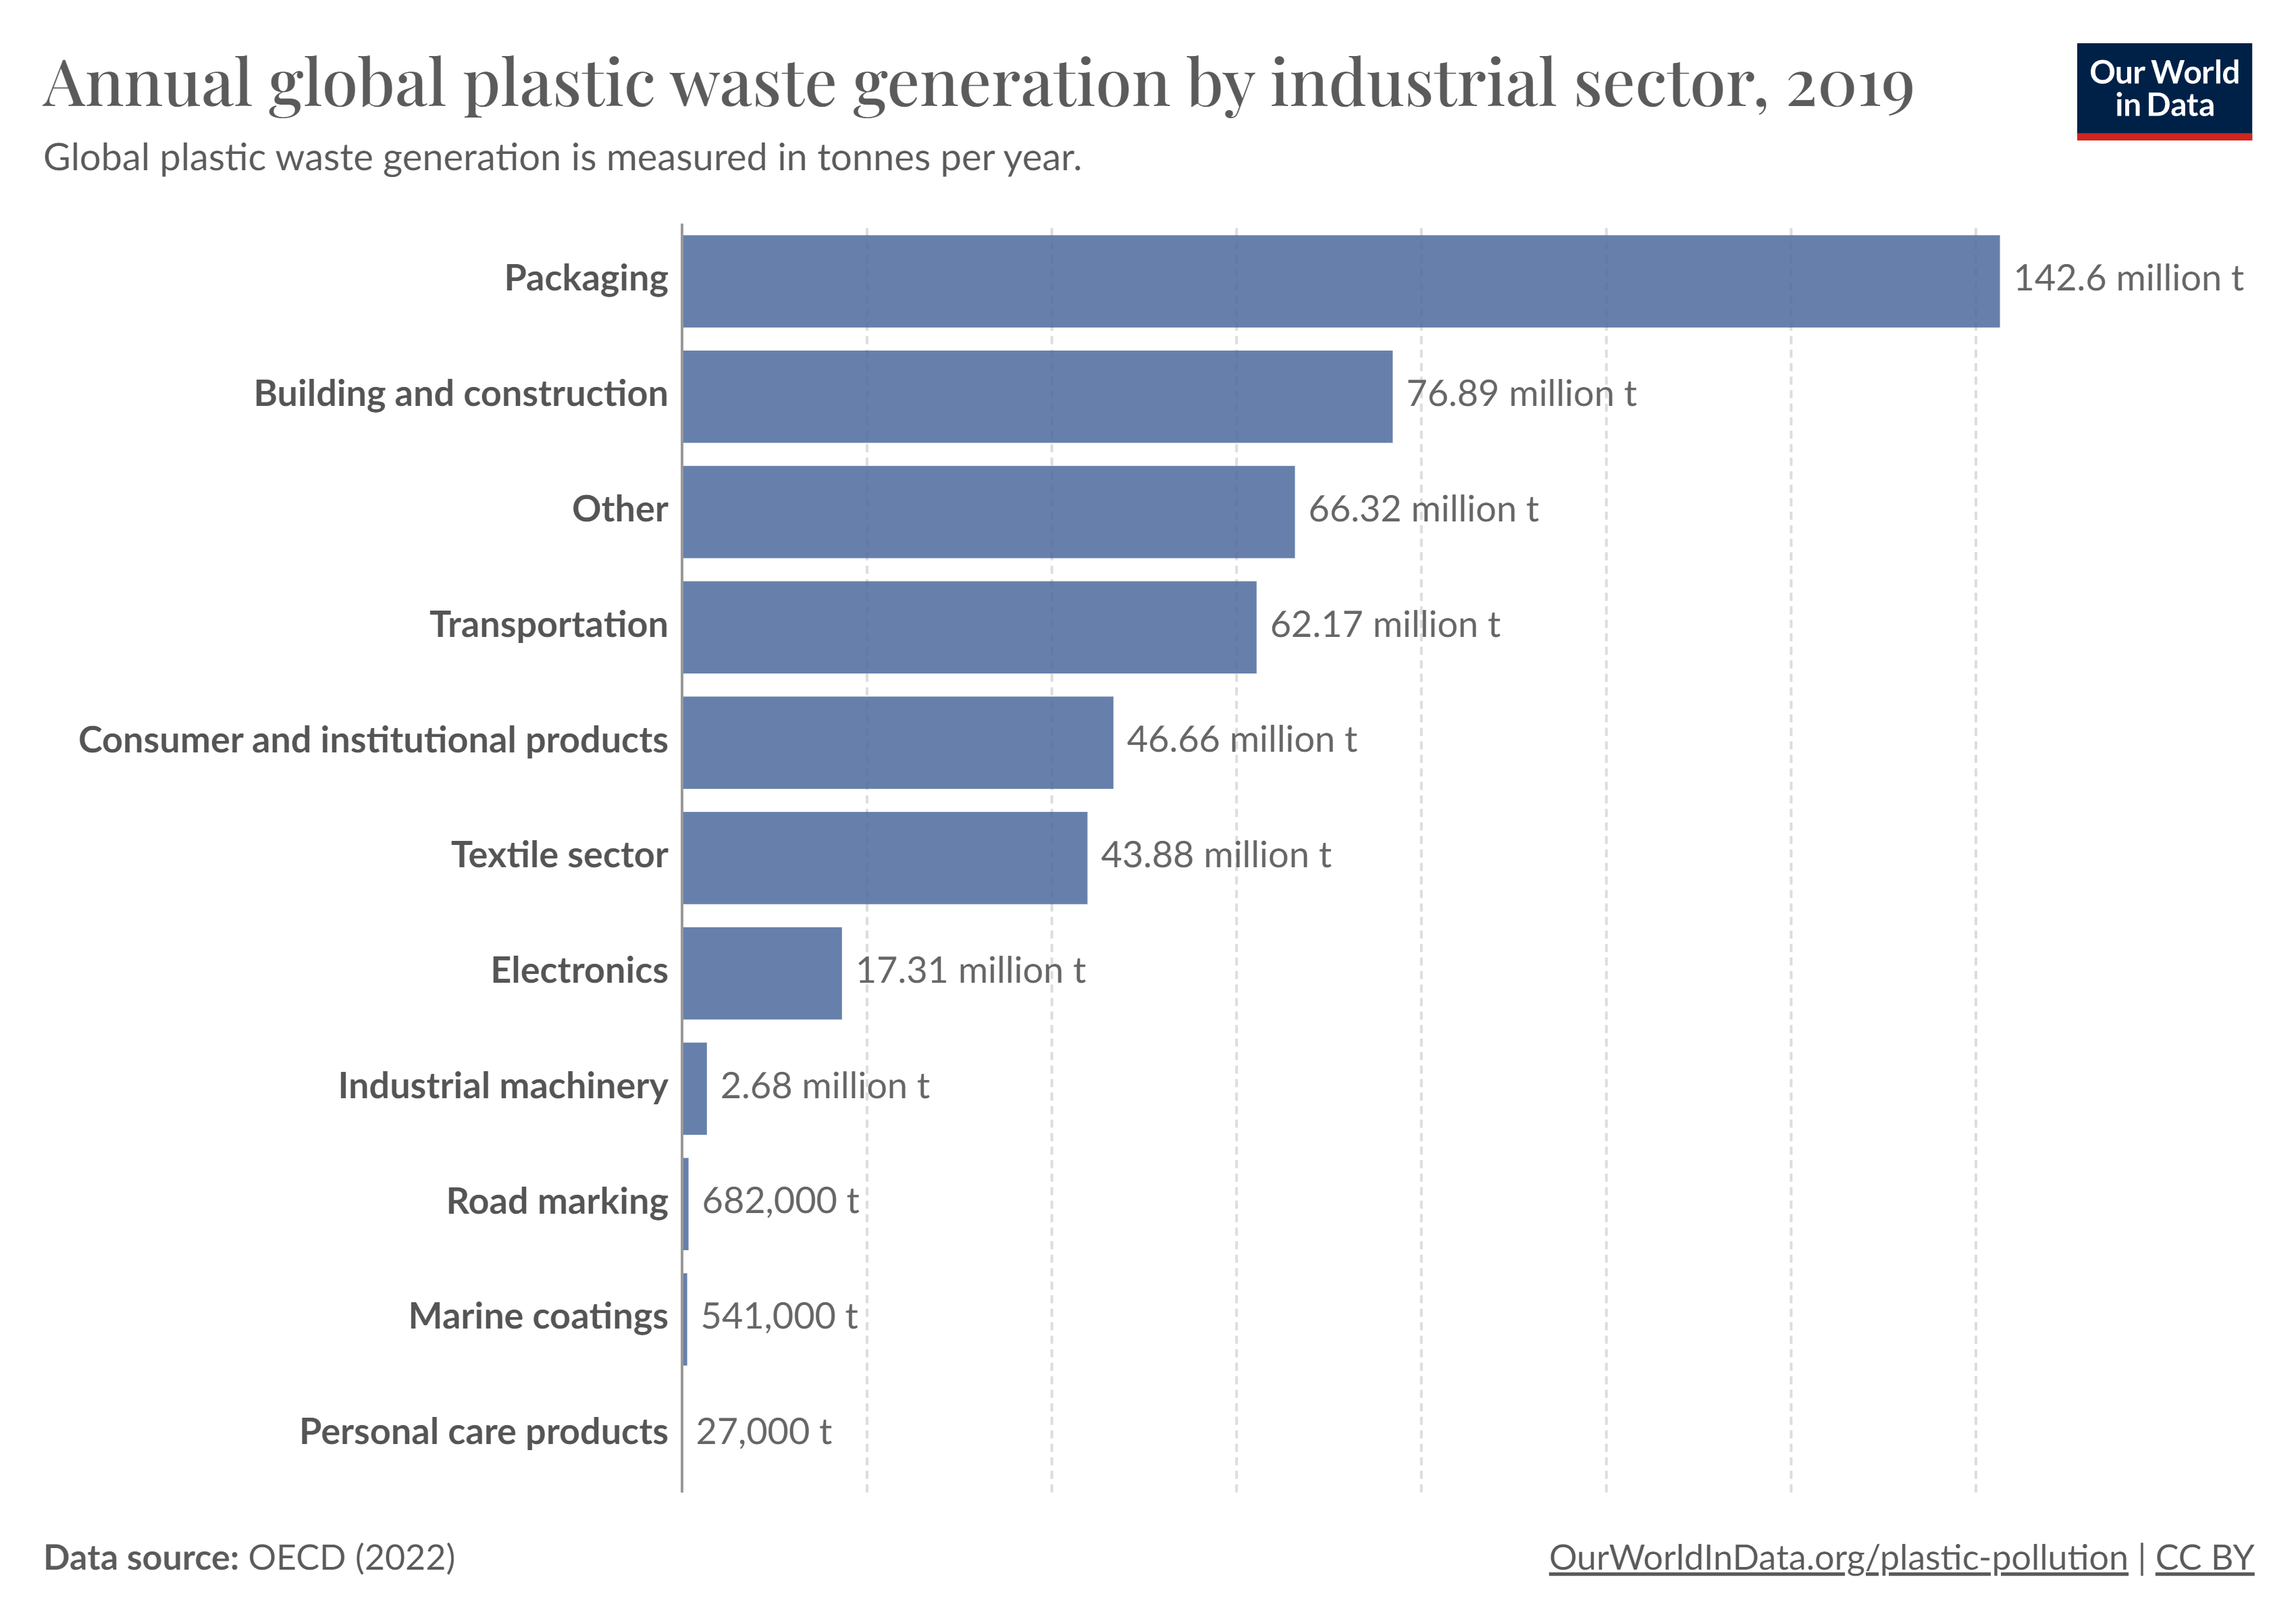 Annual global plastic waste generation by industrial sector, 2019
Our World
in Data
Global plastic waste generation is measured in tonnes per year.
Packaging 142.6 million t
Building and construction 76.89 million t
Other 66.32 million t
Transportation 62.17 million t
Consumer and institutional products 46.66 million t
Textile sector 43.88 million t
Electronics 17.31 million t
Industrial machinery 2.68 million t
Road marking 682,000 t
Marine coatings 541,000 t
Personal care products 27,000 t
Data source: OECD (2022)
OurWorldInData.org/plastic-pollution | CC BY